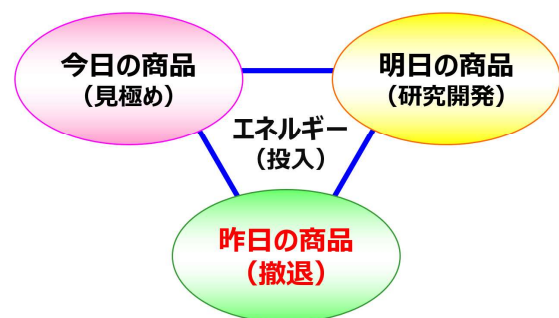 今日の商品
（見極め）
明日の商品
（研究開発）
エネルギー
（投入）
昨日の商品
（撤退）